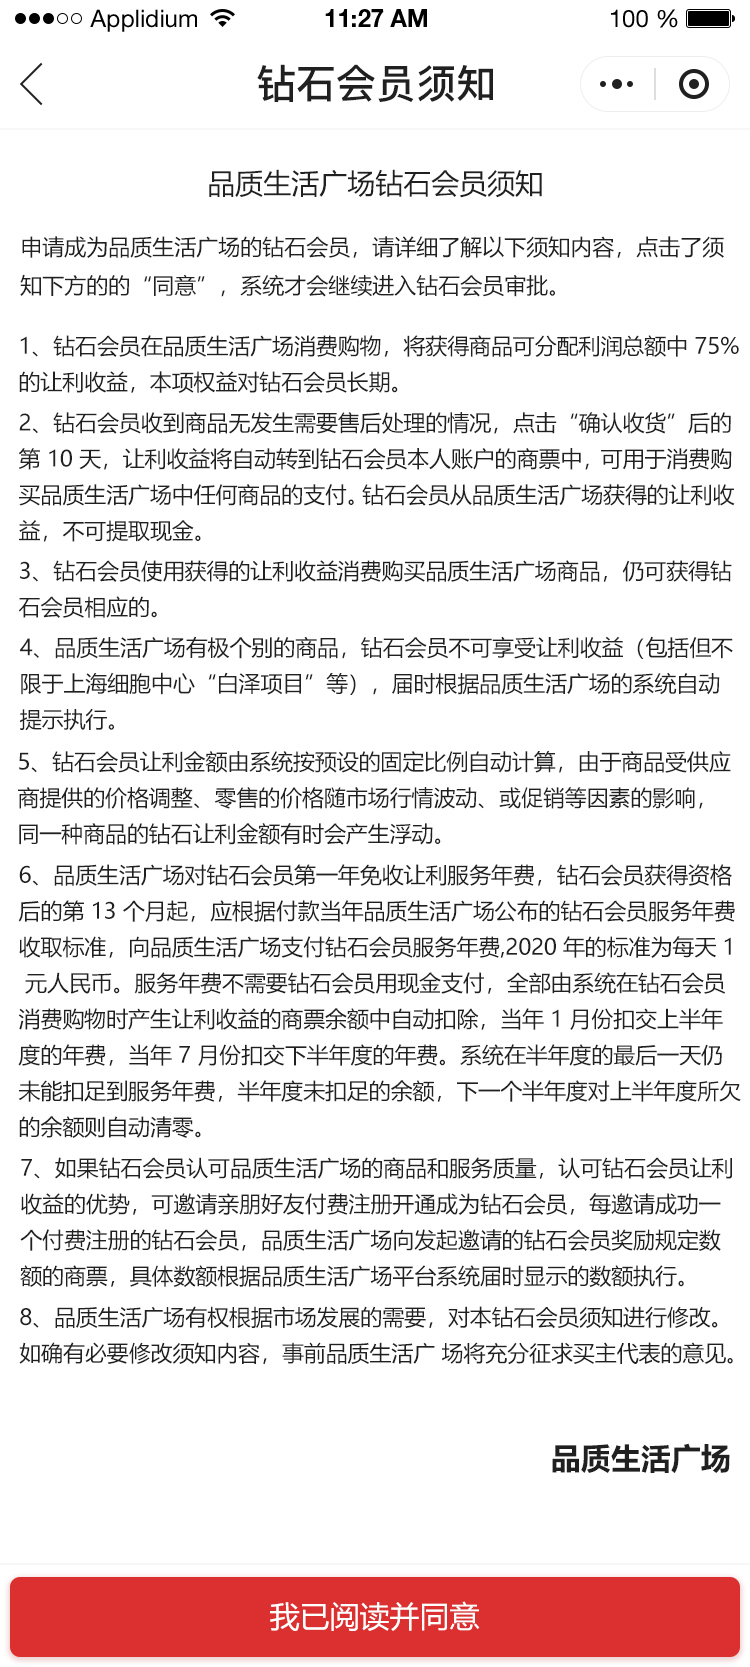 Applidium 11:27 AM 100 %
钻石会员须知
品质生活广场钻石会员须知
申请成为品质生活广场的钻石会员，请详细了解以下须知内容，点击了须
知下方的的“同意”，系统才会继续进入钻石会员审批。
1、钻石会员在品质生活广场消费购物，将获得商品可分配利润总额中 75%
的让利收益，本项权益对钻石会员长期。
2、钻石会员收到商品无发生需要售后处理的情况，点击“确认收货”后的
第 10 天，让利收益将自动转到钻石会员本人账户的商票中，可用于消费购
买品质生活广场中任何商品的支付。钻石会员从品质生活广场获得的让利收
益，不可提取现金。
3、钻石会员使用获得的让利收益消费购买品质生活广场商品，仍可获得钻
石会员相应的。
4、品质生活广场有极个别的商品，钻石会员不可享受让利收益（包括但不
限于上海细胞中心“白泽项目”等），届时根据品质生活广场的系统自动
提示执行。
5、钻石会员让利金额由系统按预设的固定比例自动计算，由于商品受供应
商提供的价格调整、零售的价格随市场行情波动、或促销等因素的影响，
同一种商品的钻石让利金额有时会产生浮动。
6、品质生活广场对钻石会员第一年免收让利服务年费，钻石会员获得资格
后的第 13 个月起，应根据付款当年品质生活广场公布的钻石会员服务年费
收取标准，向品质生活广场支付钻石会员服务年费,2020 年的标准为每天 1
元人民币。服务年费不需要钻石会员用现金支付，全部由系统在钻石会员
消费购物时产生让利收益的商票余额中自动扣除，当年 1 月份扣交上半年
度的年费，当年 7 月份扣交下半年度的年费。系统在半年度的最后一天仍
未能扣足到服务年费，半年度未扣足的余额，下一个半年度对上半年度所欠
的余额则自动清零。
7、如果钻石会员认可品质生活广场的商品和服务质量，认可钻石会员让利
收益的优势，可邀请亲朋好友付费注册开通成为钻石会员，每邀请成功一
个付费注册的钻石会员，品质生活广场向发起邀请的钻石会员奖励规定数
额的商票，具体数额根据品质生活广场平台系统届时显示的数额执行。
8、品质生活广场有权根据市场发展的需要，对本钻石会员须知进行修改。
如确有必要修改须知内容，事前品质生活广 场将充分征求买主代表的意见。
品质生活广场
我已阅读并同意